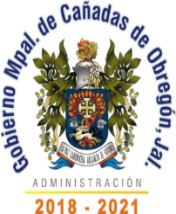 Gobierno Mpal. de Cañadas de Obregón, Jal.
ADMINISTRACIÓN
2018 - 2021